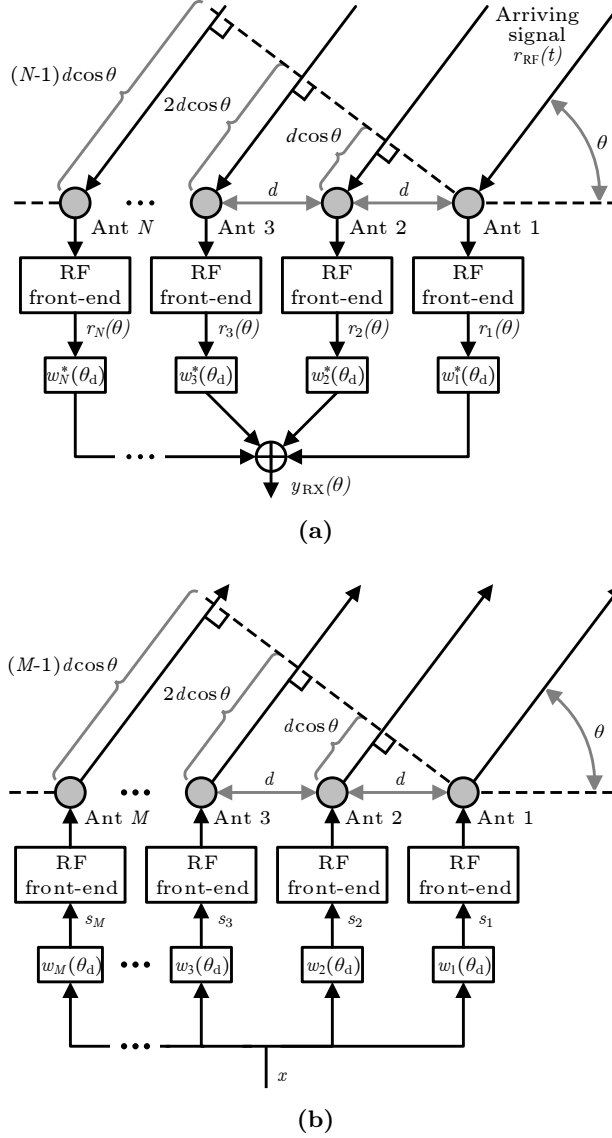 Arriving
signal
r_RF(t)
(N-1)dcosθ
2dcosθ
dcosθ
θ
d
d
...
Ant N
Ant 3
Ant 2
Ant 1
RF
front-end
RF
front-end
RF
front-end
RF
front-end
r_N(θ)
r_3(θ)
r_2(θ)
r_1(θ)
w*_N(θ_d)
w*_3(θ_d)
w*_2(θ_d)
w*_1(θ_d)
...
y_RX(θ)
(a)
(M-1)dcosθ
2dcosθ
dcosθ
θ
d
d
...
Ant M
Ant 3
Ant 2
Ant 1
RF
front-end
RF
front-end
RF
front-end
RF
front-end
s_M
s_3
s_2
s_1
w_M(θ_d)
...
w_3(θ_d)
w_2(θ_d)
w_1(θ_d)
...
x
(b)